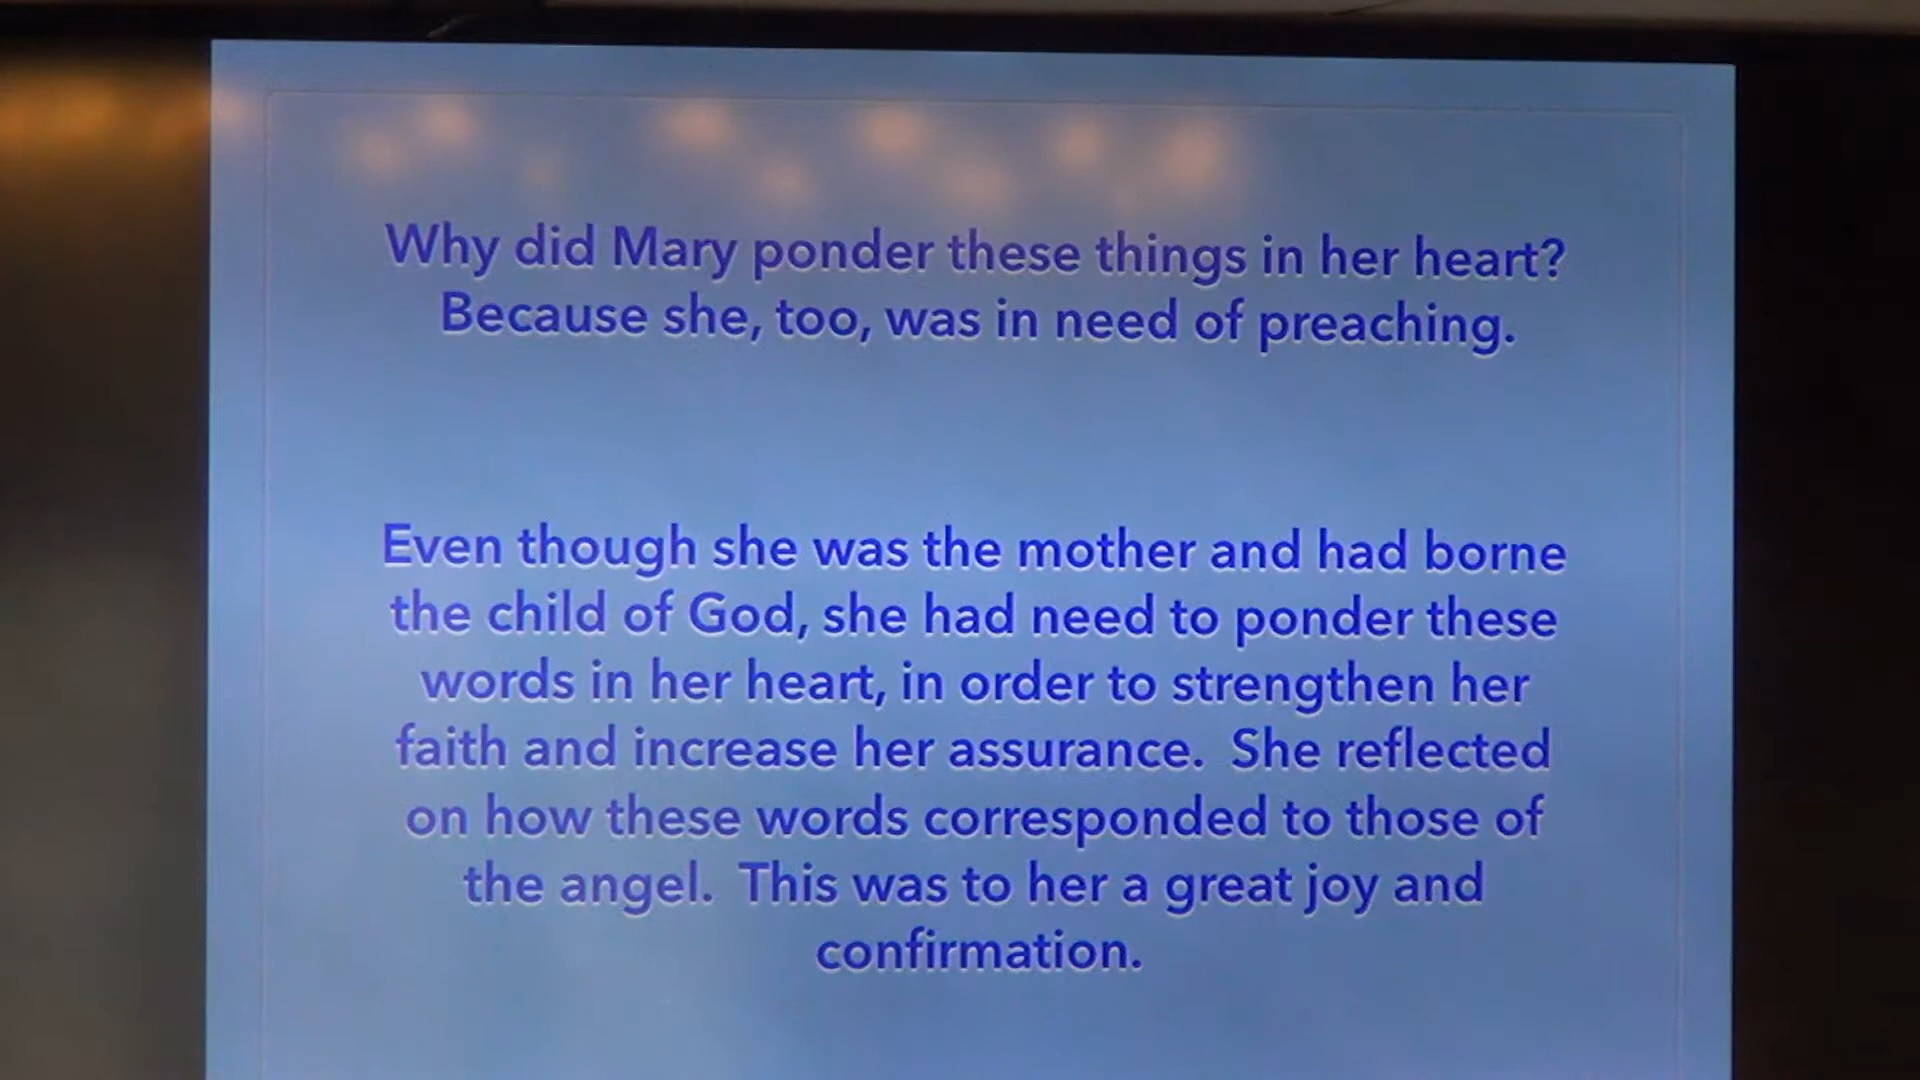 Why did Mary ponder these things in her heart?
Because she, too, was in need of preaching.
Even though she was the mother and had borne
the child of God, she had need to ponder these
words in her heart, in order to strengthen her
faith and increase her assurance.  She reflected
on how these words corresponded to those of
the angel.  This was to her a great joy and
confirmation.